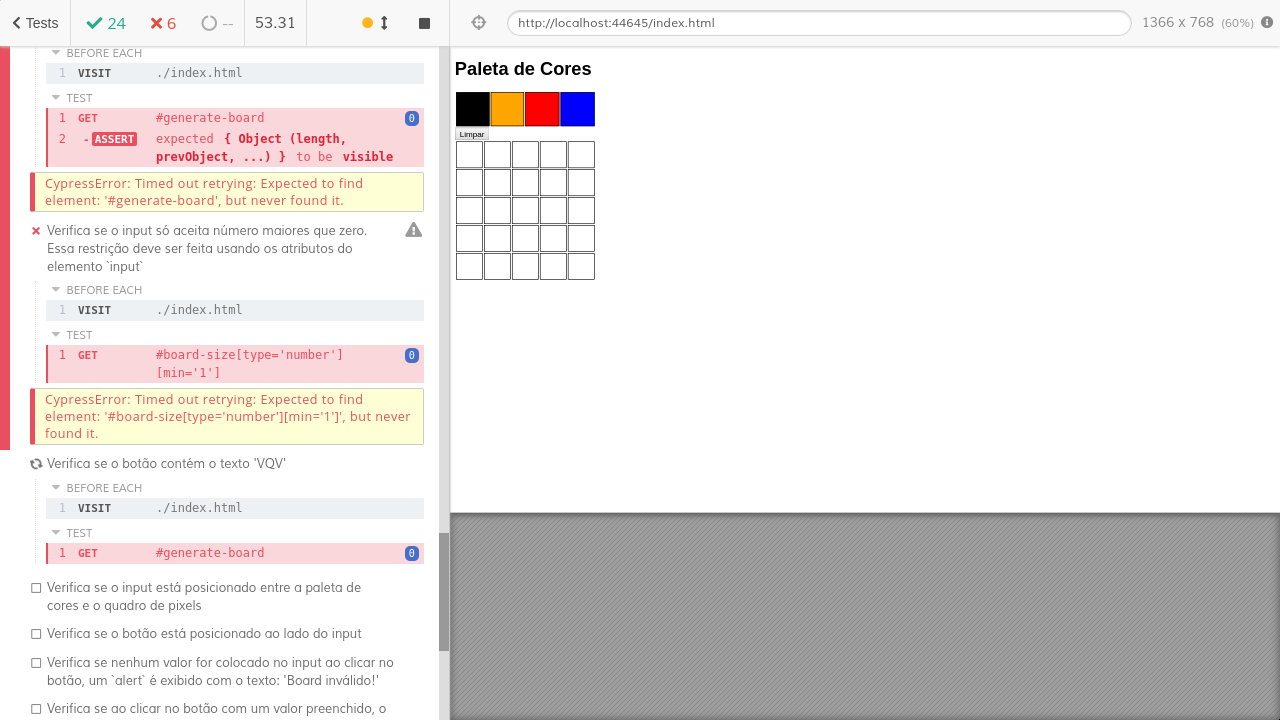 Tests
24
6
--
53.31
http://localhost:44645/index.html
1366 x 768 (60%)
BEFORE EACH
1 VISIT ./index.html
TEST
1 GET #generate-board 0
2 -ASSERT expected { Object (length,
prevObject, ...) } to be visible
CypressError: Timed out retrying: Expected to find
element: '#generate-board', but never found it.
Verifica se o input só aceita número maiores que zero.
Essa restrição deve ser feita usando os atributos do
elemento `input`
BEFORE EACH
1 VISIT ./index.html
TEST
1 GET #board-size[type='number'] 0
[min='1']
CypressError: Timed out retrying: Expected to find
element: '#board-size[type='number'][min='1']', but never
found it.
Verifica se o botão contém o texto 'VQV'
BEFORE EACH
1 VISIT ./index.html
TEST
1 GET #generate-board 0
Verifica se o input está posicionado entre a paleta de
cores e o quadro de pixels
Verifica se o botão está posicionado ao lado do input
Verifica se nenhum valor for colocado no input ao clicar no
botão, um `alert` é exibido com o texto: 'Board inválido!'
Verifica se ao clicar no botão com um valor preenchido, o
Paleta de Cores
Limpar